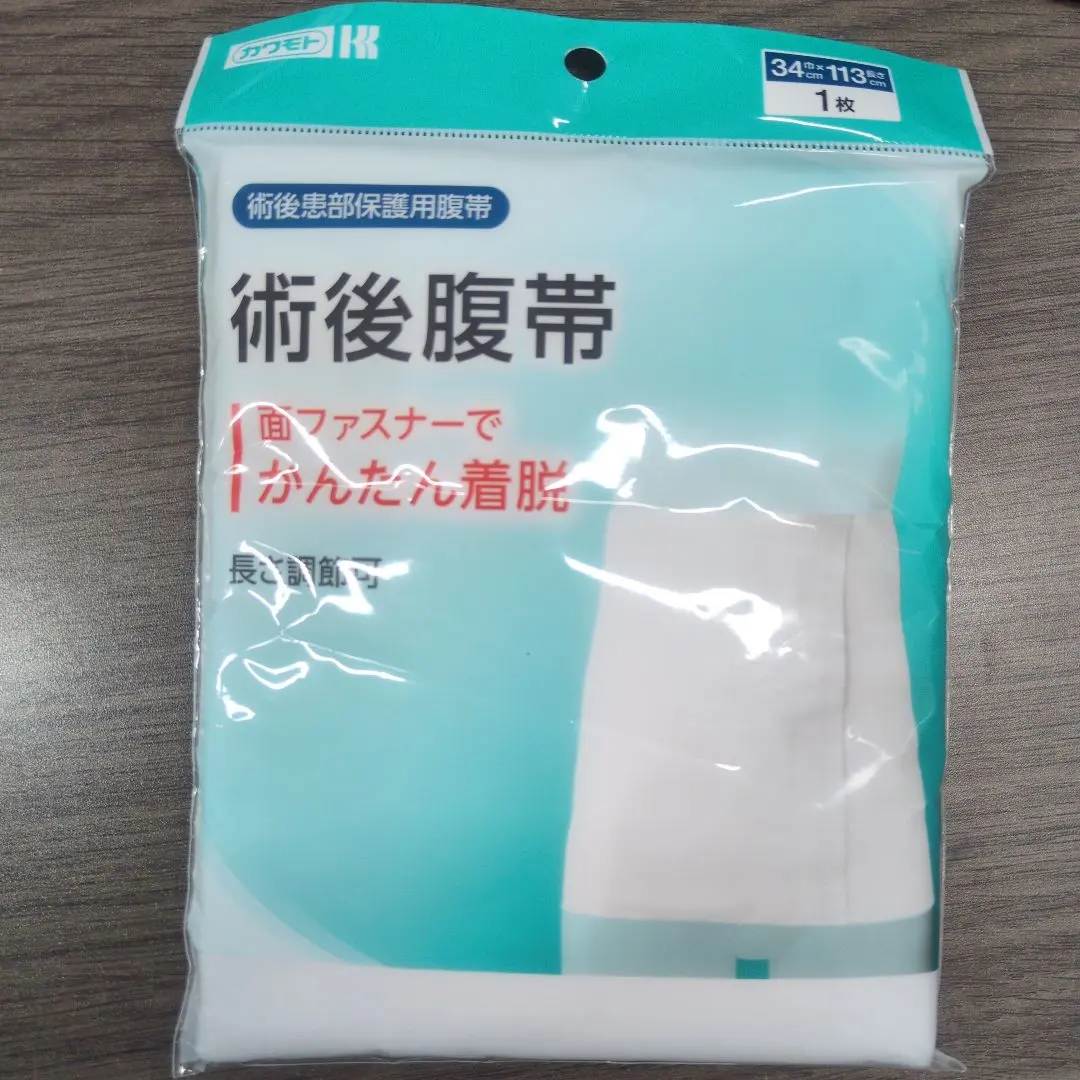 カワモト
34巾cm×113長さcm
1枚
術後患部保護用腹帯
術後腹帯
面ファスナーで
かんたん着脱
長さ調節可